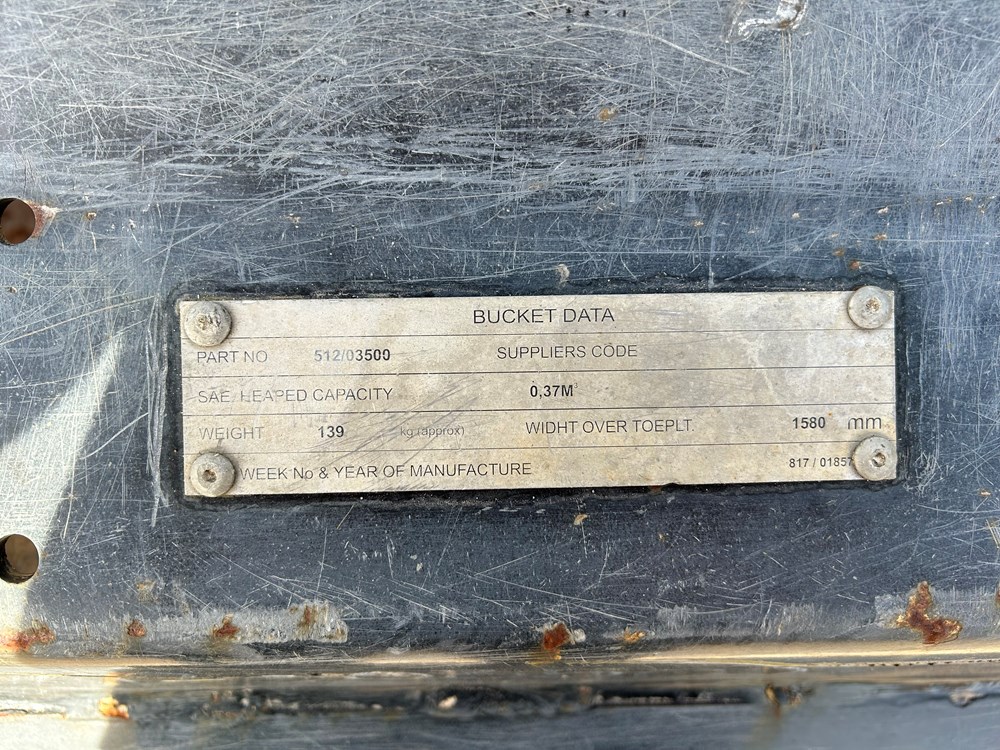 BUCKET DATA
PART NO 512/03500 SUPPLIERS CODE
SAE. HEAPED CAPACITY 0,37M³
WEIGHT 139 kg (approx) WIDHT OVER TOEPLT. 1580 mm
WEEK No & YEAR OF MANUFACTURE 817 / 01857